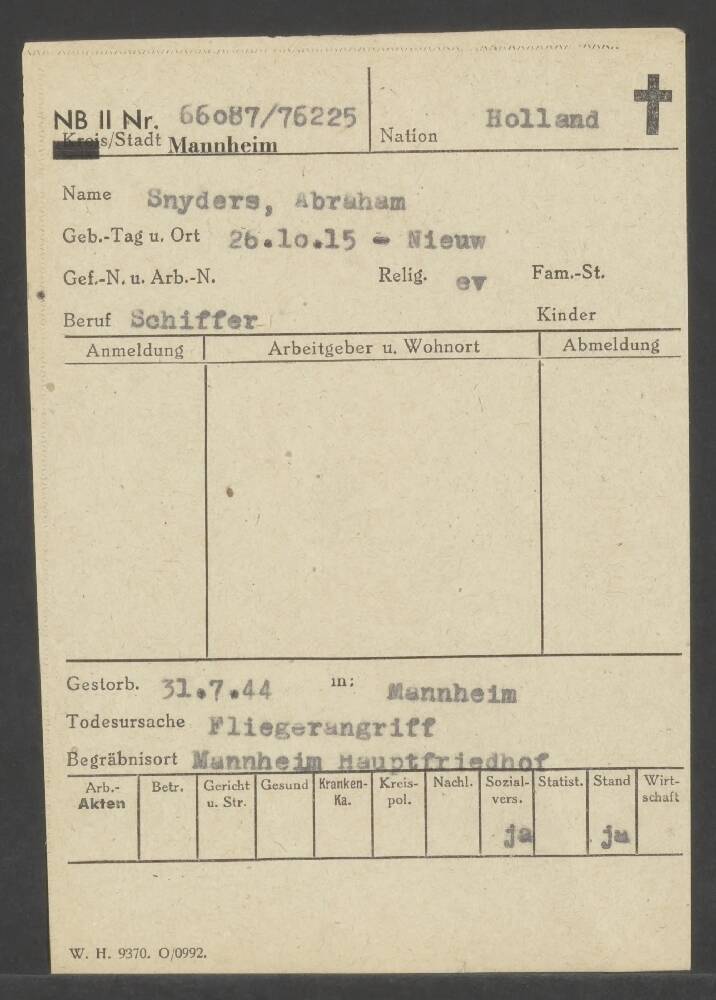 NB II Nr. 66087/76225
Kreis/Stadt Mannheim
Nation Holland
Name Snyders, Abraham
Geb.-Tag u. Ort 26.10.15 - Nieuw
Gef.-N. u. Arb.-N. Relig. ev Fam.-St.
Beruf Schiffer Kinder
Anmeldung Arbeitgeber u. Wohnort Abmeldung
Gestorb. 31.7.44 in: Mannheim
Todesursache Fliegerangriff
Begräbnisort Mannheim Hauptfriedhof
Arb.- Betr. Gericht Gesund Kranken- Kreis- Nachl. Sozial- Statist. Stand Wirt-
Akten u. Str. Ka. pol. vers. schaft
ja ja
W. H. 9370. O/0992.